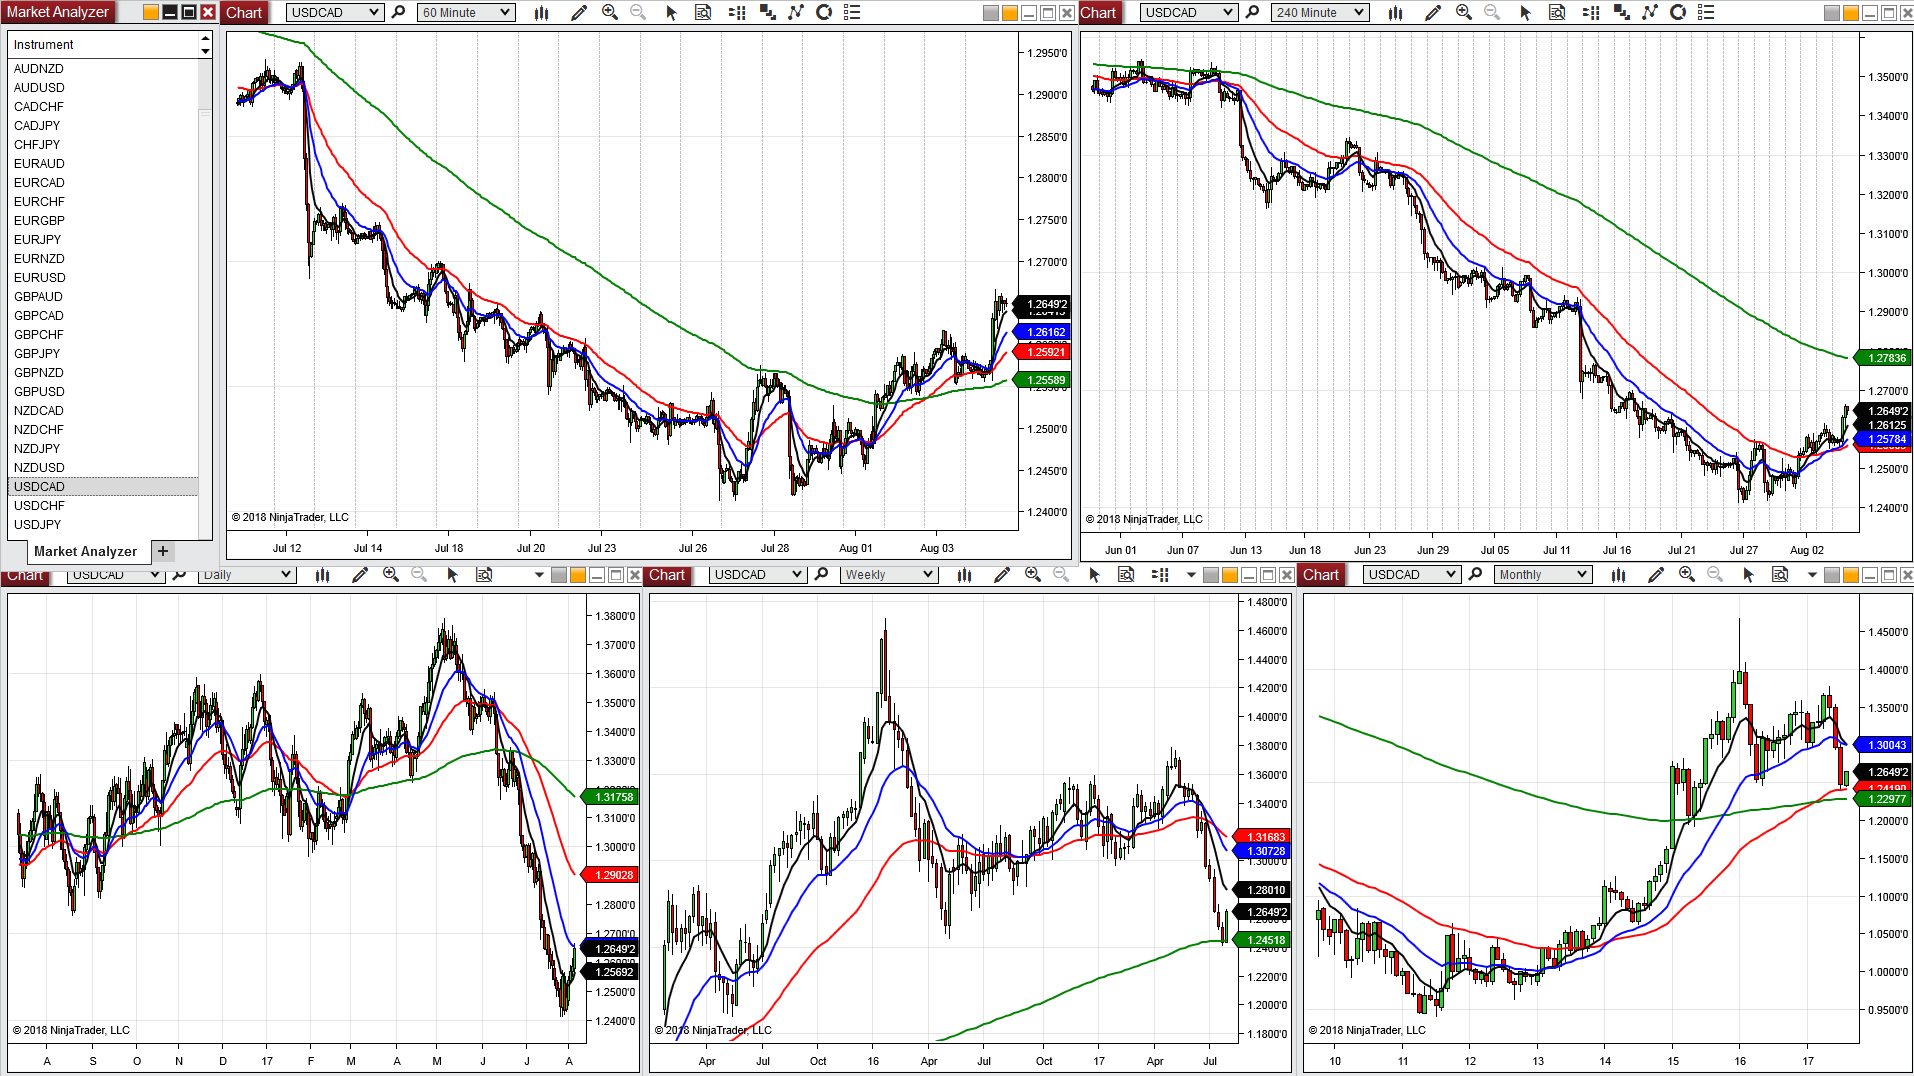 Market Analyzer
Instrument
AUDNZD
AUDUSD
CADCHF
CADJPY
CHFJPY
EURAUD
EURCAD
EURCHF
EURGBP
EURJPY
EURNZD
EURUSD
GBPAUD
GBPCAD
GBPCHF
GBPJPY
GBPNZD
GBPUSD
NZDCAD
NZDCHF
NZDJPY
NZDUSD
USDCAD
USDCHF
USDJPY
Market Analyzer +
Chart USDCAD 60 Minute
1.2950'0
1.2900'0
1.2850'0
1.2800'0
1.2750'0
1.2700'0
1.2649'2
1.26162
1.25921
1.25589
1.2500'0
1.2450'0
1.2400'0
© 2018 NinjaTrader, LLC
Jul 12 Jul 14 Jul 18 Jul 20 Jul 23 Jul 26 Jul 28 Aug 01 Aug 03
Chart USDCAD 240 Minute
1.3500'0
1.3400'0
1.3300'0
1.3200'0
1.3100'0
1.3000'0
1.2900'0
1.27836
1.2700'0
1.2649'2
1.26125
1.25784
1.2500'0
1.2400'0
© 2018 NinjaTrader, LLC
Jun 01 Jun 07 Jun 13 Jun 18 Jun 23 Jun 29 Jul 05 Jul 11 Jul 16 Jul 21 Jul 27 Aug 02
Chart USDCAD Daily
1.3800'0
1.3700'0
1.3600'0
1.3500'0
1.3400'0
1.3300'0
1.31758
1.3100'0
1.3000'0
1.29028
1.2800'0
1.2700'0
1.2649'2
1.25692
1.2500'0
1.2400'0
© 2018 NinjaTrader, LLC
A S O N D 17 F M A M J J A
Chart USDCAD Weekly
1.4800'0
1.4600'0
1.4400'0
1.4200'0
1.4000'0
1.3800'0
1.3600'0
1.3400'0
1.31683
1.30728
1.3000'0
1.28010
1.2649'2
1.24518
1.2400'0
1.2200'0
1.2000'0
1.1800'0
© 2018 NinjaTrader, LLC
Apr Jul Oct 16 Apr Jul Oct 17 Apr Jul
Chart USDCAD Monthly
1.4500'0
1.4000'0
1.3500'0
1.30043
1.2649'2
1.22977
1.2000'0
1.1500'0
1.1000'0
1.0500'0
1.0000'0
0.9500'0
© 2018 NinjaTrader, LLC
10 11 12 13 14 15 16 17